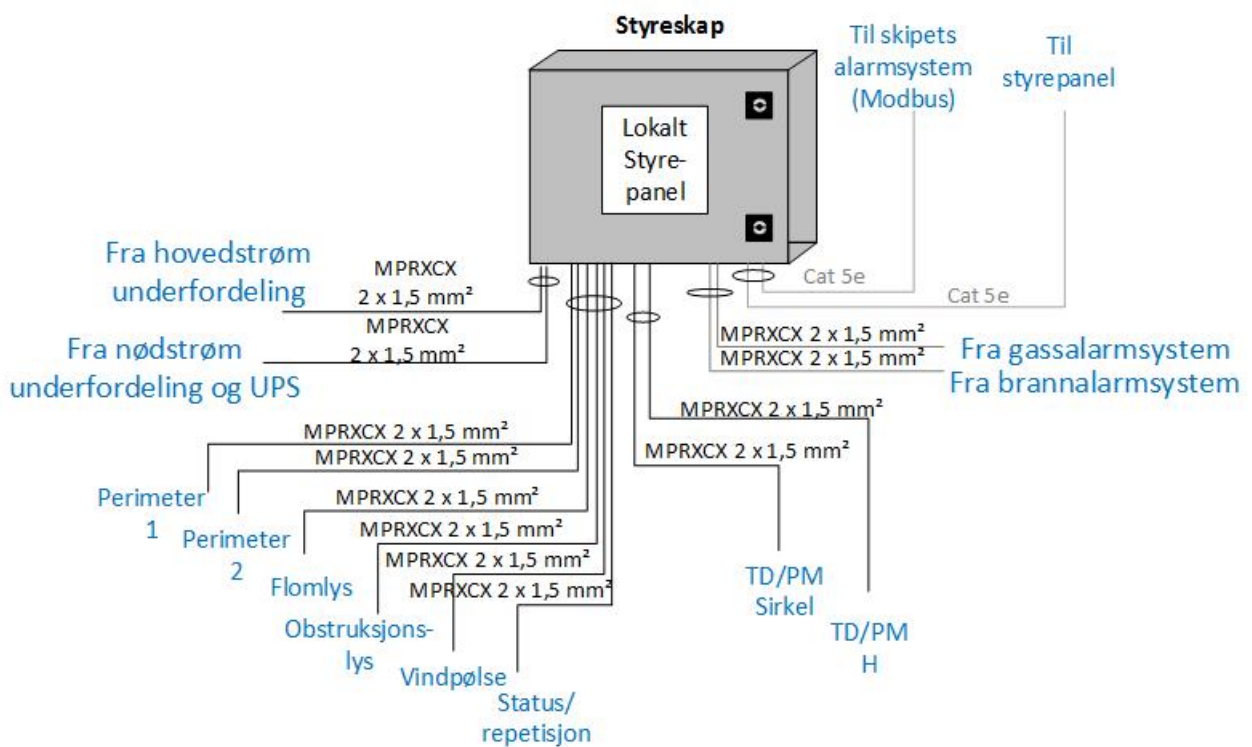 Styreskap
Til skipets
alarmsystem
(Modbus)
Til
styrepanel
Lokalt
Styre-
panel
Fra hovedstrøm
underfordeling
MPRXCX
2 x 1,5 mm²
Fra nødstrøm
underfordeling og UPS
MPRXCX
2 x 1,5 mm²
Cat 5e
Cat 5e
MPRXCX 2 x 1,5 mm²
MPRXCX 2 x 1,5 mm²
Fra gassalarmsystem
Fra brannalarmsystem
MPRXCX 2 x 1,5 mm²
MPRXCX 2 x 1,5 mm²
MPRXCX 2 x 1,5 mm²
MPRXCX 2 x 1,5 mm²
MPRXCX 2 x 1,5 mm²
MPRXCX 2 x 1,5 mm²
MPRXCX 2 x 1,5 mm²
MPRXCX 2 x 1,5 mm²
Perimeter
1
Perimeter
2
Flomlys
Obstruksjons-
lys
Vindpølse
Status/
repetisjon
TD/PM
Sirkel
TD/PM
H